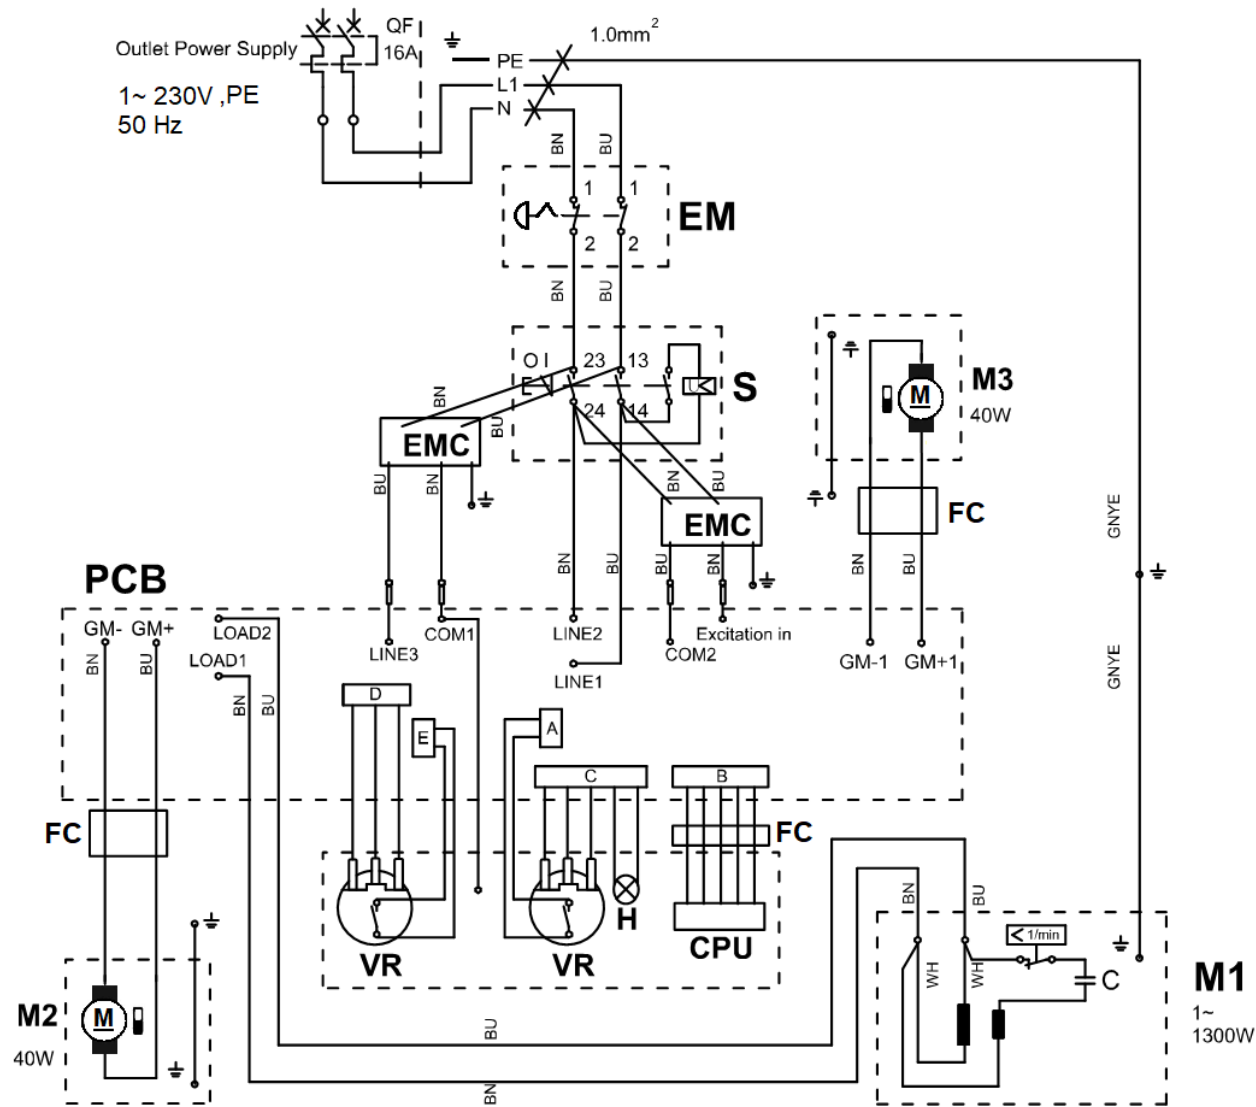 QF
16A
Outlet Power Supply
1~ 230V ,PE
50 Hz
1.0mm²
PE
L1
N
BN
BU
1
1
EM
2
2
BN
BU
O I
23
13
U<
S
24
14
BN
BU
EMC
BU
BN
BN
BU
EMC
BN
BU
BU
BN
M
M3
40W
FC
BN
BU
GNYE
GNYE
PCB
GM-
GM+
LOAD2
LOAD1
BN
BU
BN
BU
LINE3
COM1
LINE2
LINE1
COM2
Excitation in
GM-1
GM+1
D
E
A
C
B
FC
FC
H
VR
VR
CPU
BN
BU
< 1/min
WH
WH
C
M1
1~
1300W
M2
40W
M
BU
BN